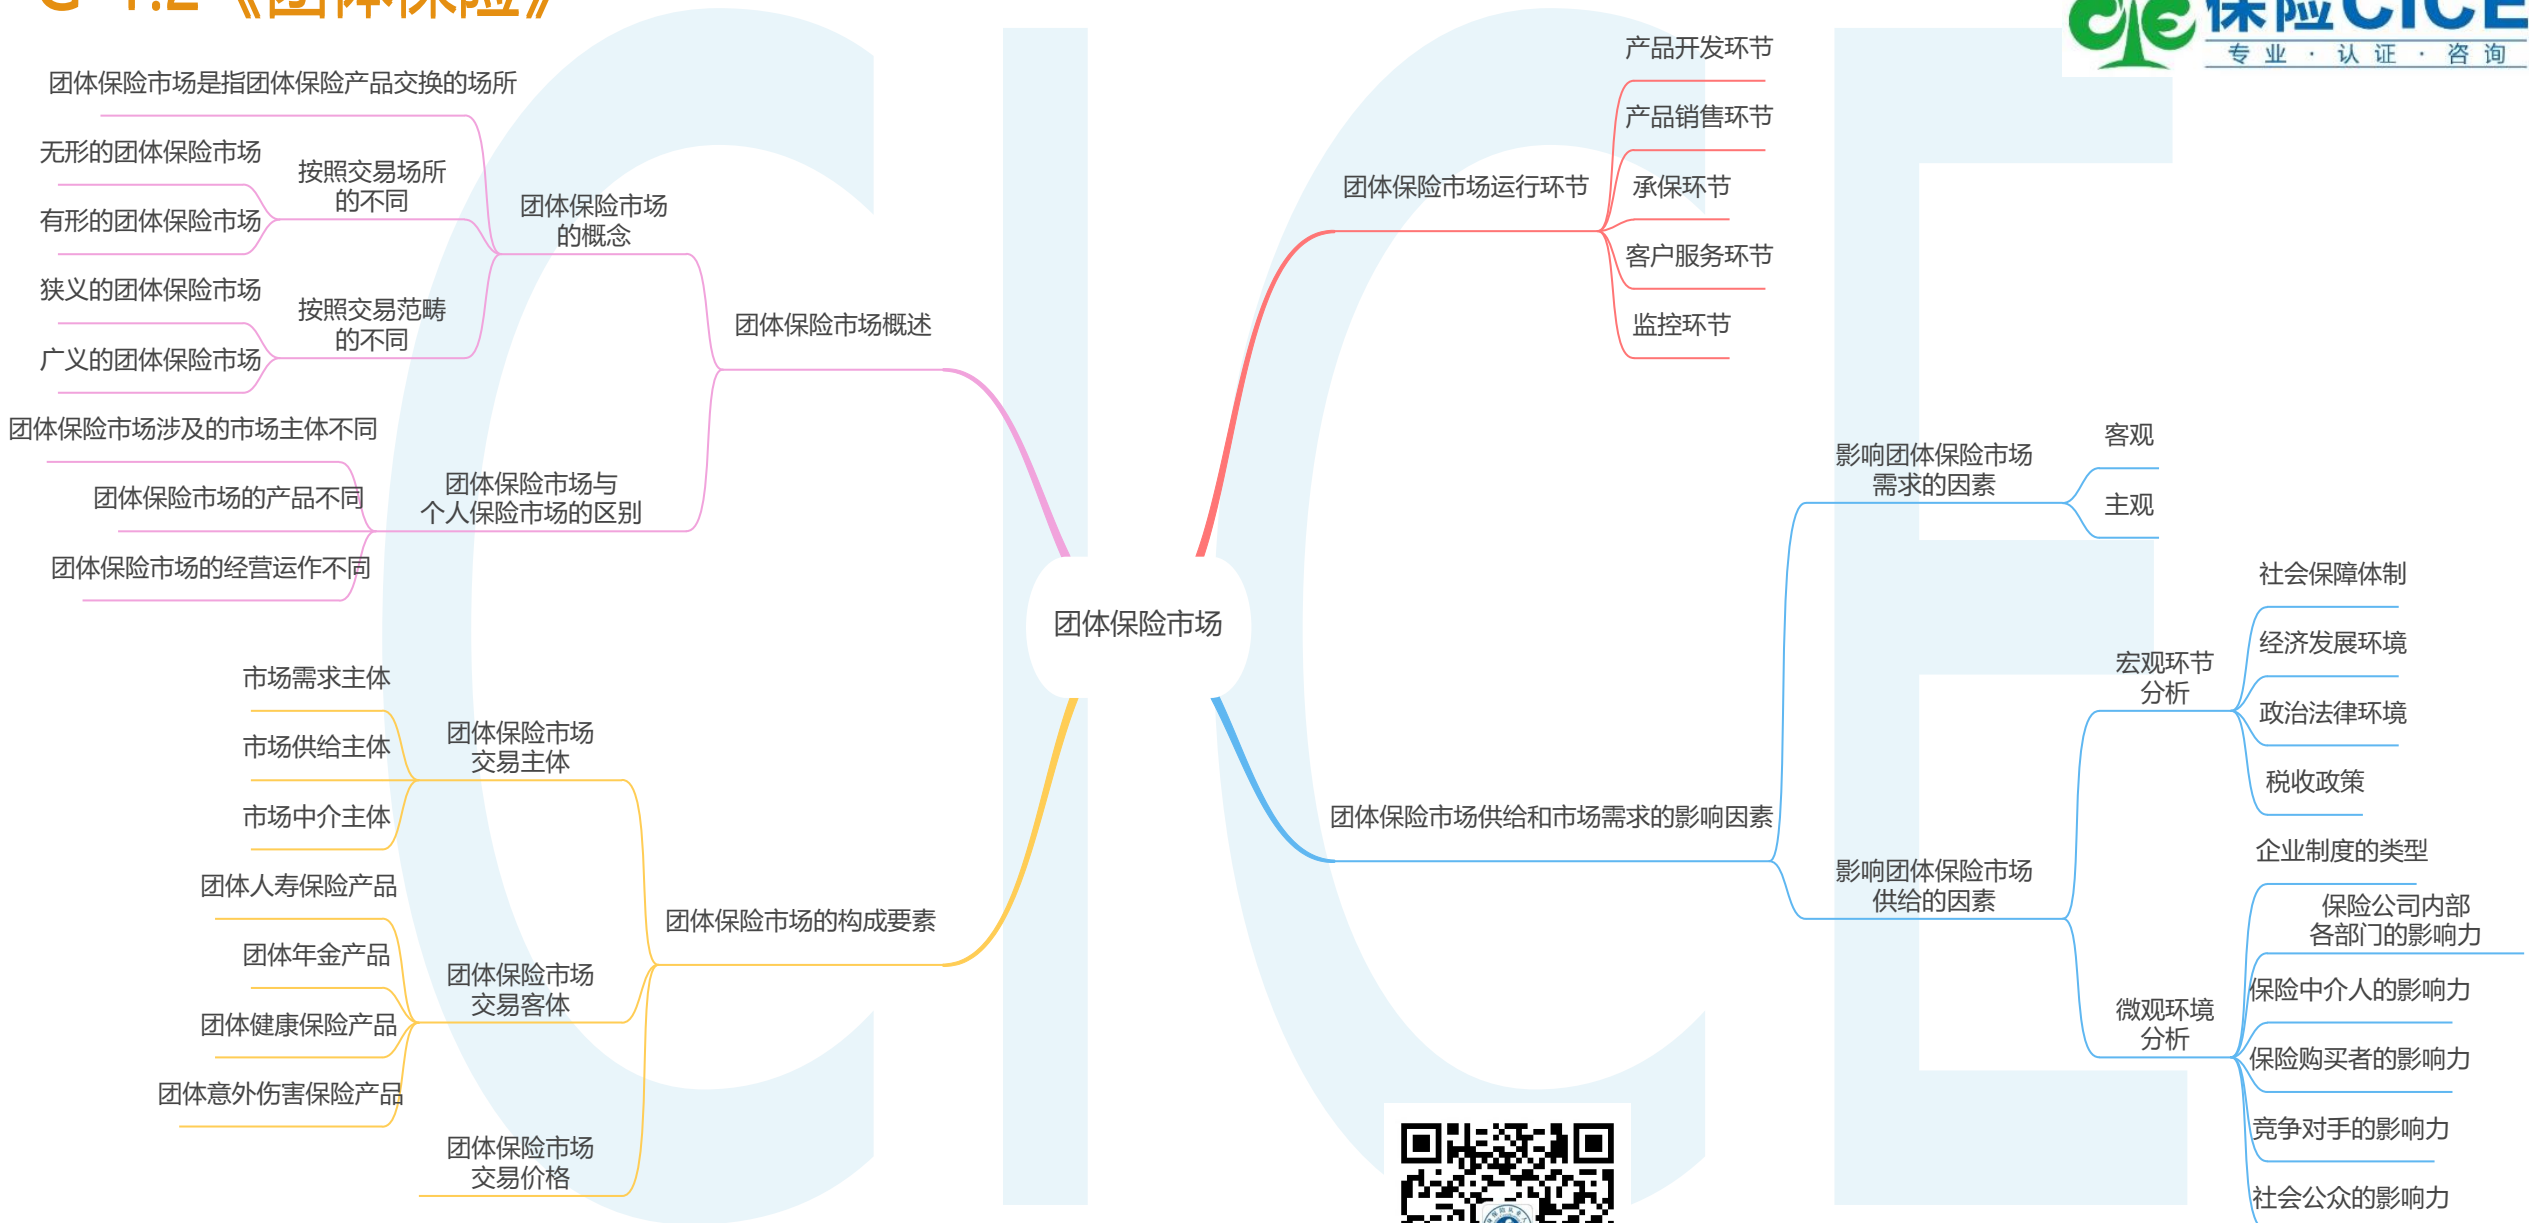 《团体保险》
保险CICE
专业·认证·咨询
团体保险市场
团体保险市场概述
团体保险市场
的概念
团体保险市场是指团体保险产品交换的场所
按照交易场所
的不同
无形的团体保险市场
有形的团体保险市场
按照交易范畴
的不同
狭义的团体保险市场
广义的团体保险市场
团体保险市场与
个人保险市场的区别
团体保险市场涉及的市场主体不同
团体保险市场的产品不同
团体保险市场的经营运作不同
团体保险市场的构成要素
团体保险市场
交易主体
市场需求主体
市场供给主体
市场中介主体
团体保险市场
交易客体
团体人寿保险产品
团体年金产品
团体健康保险产品
团体意外伤害保险产品
团体保险市场
交易价格
团体保险市场运行环节
产品开发环节
产品销售环节
承保环节
客户服务环节
监控环节
团体保险市场供给和市场需求的影响因素
影响团体保险市场
需求的因素
客观
主观
影响团体保险市场
供给的因素
宏观环节
分析
社会保障体制
经济发展环境
政治法律环境
税收政策
微观环境
分析
企业制度的类型
保险公司内部
各部门的影响力
保险中介人的影响力
保险购买者的影响力
竞争对手的影响力
社会公众的影响力
CICE